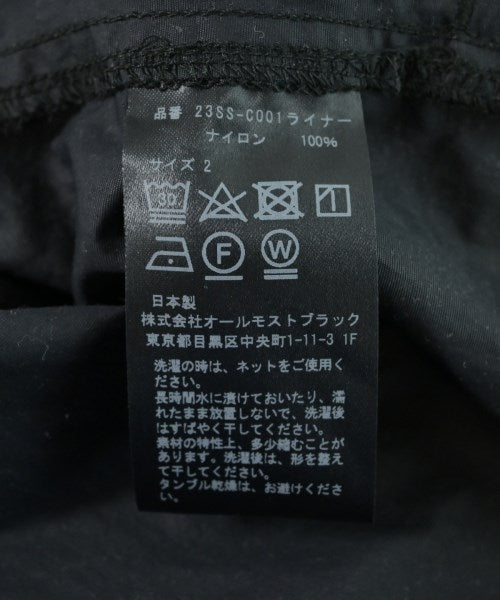 品番 23SS-C001ライナー
ナイロン 100%
サイズ 2
30
F W
日本製
株式会社オールモストブラック
東京都目黒区中央町1-11-3 1F
洗濯の時は、ネットをご使用く
ださい。
長時間水に漬けておいたり、濡
れたまま放置しないで、洗濯後
はすばやく干してください。
素材の特性上、多少縮むことが
あります。洗濯後は、形を整え
て干してください。
タンブル乾燥は、お避けください。